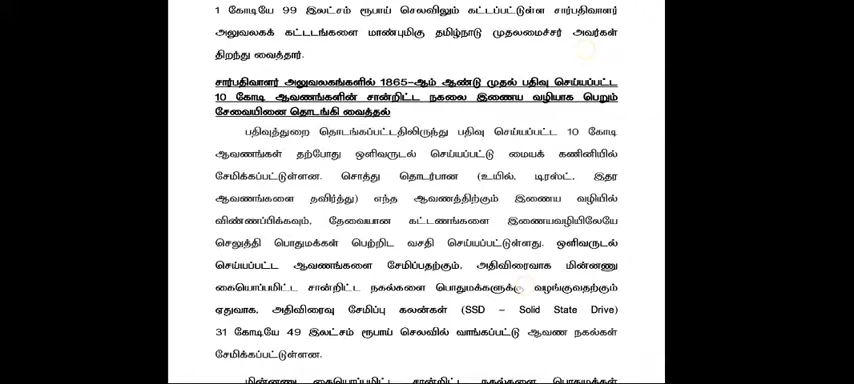 1 கோடியே 99 இலட்சம் ரூபாய் செலவிலும் கட்டப்பட்டுள்ள சார்பதிவாளர்
அலுவலகக் கட்டடங்களை மாண்புமிகு தமிழ்நாடு முதலமைச்சர் அவர்கள்
திறந்து வைத்தார்.
சார்பதிவாளர் அலுவலகங்களில் 1865-ஆம் ஆண்டு முதல் பதிவு செய்யப்பட்ட
10 கோடி ஆவணங்களின் சான்றிட்ட நகலை இணைய வழியாக பெறும்
சேவையினை தொடங்கி வைத்தல்
பதிவுத்துறை தொடங்கப்பட்டதிலிருந்து பதிவு செய்யப்பட்ட 10 கோடி
ஆவணங்கள் தற்போது ஒளிவருடல் செய்யப்பட்டு மையக் கணினியில்
சேமிக்கப்பட்டுள்ளன. சொத்து தொடர்பான (உயில், டிரஸ்ட், இதர
ஆவணங்களை தவிர்த்து) எந்த ஆவணத்திற்கும் இணைய வழியில்
விண்ணப்பிக்கவும், தேவையான கட்டணங்களை இணையவழியிலேயே
செலுத்தி பொதுமக்கள் பெற்றிட வசதி செய்யப்பட்டுள்ளது. ஒளிவருடல்
செய்யப்பட்ட ஆவணங்களை சேமிப்பதற்கும், அதிவிரைவாக மின்னணு
கையொப்பமிட்ட சான்றிட்ட நகல்களை பொதுமக்களுக்கு வழங்குவதற்கும்
ஏதுவாக, அதிவிரைவு சேமிப்பு கலன்கள் (SSD – Solid State Drive)
31 கோடியே 49 இலட்சம் ரூபாய் செலவில் வாங்கப்பட்டு ஆவண நகல்கள்
சேமிக்கப்பட்டுள்ளன.
மின்னணு கையொப்பமிட்ட சான்றிட்ட நகல்களை பொதுமக்கள்